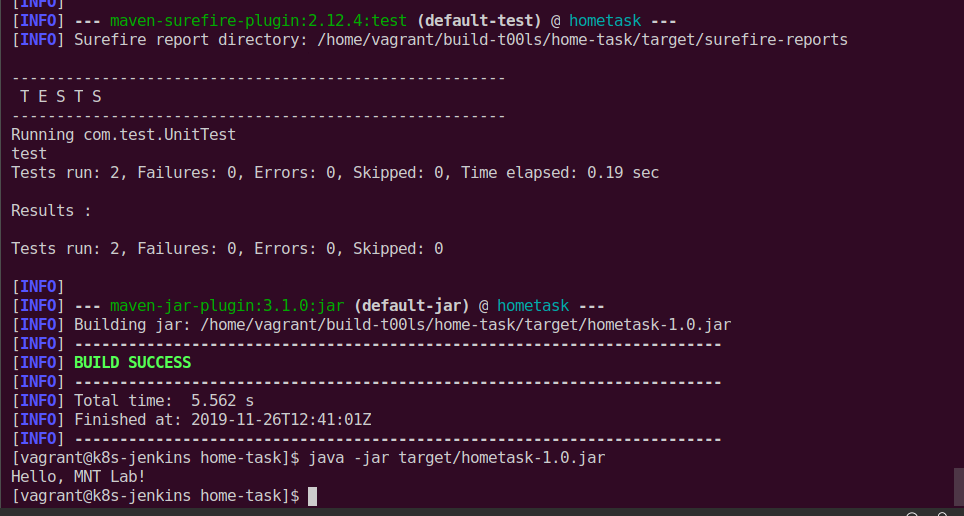 [INFO]
[INFO] --- maven-surefire-plugin:2.12.4:test (default-test) @ hometask ---
[INFO] Surefire report directory: /home/vagrant/build-t00ls/home-task/target/surefire-reports
-------------------------------------------------------
T E S T S
-------------------------------------------------------
Running com.test.UnitTest
test
Tests run: 2, Failures: 0, Errors: 0, Skipped: 0, Time elapsed: 0.19 sec
Results :
Tests run: 2, Failures: 0, Errors: 0, Skipped: 0
[INFO]
[INFO] --- maven-jar-plugin:3.1.0:jar (default-jar) @ hometask ---
[INFO] Building jar: /home/vagrant/build-t00ls/home-task/target/hometask-1.0.jar
[INFO] ------------------------------------------------------------------------
[INFO] BUILD SUCCESS
[INFO] ------------------------------------------------------------------------
[INFO] Total time:  5.562 s
[INFO] Finished at: 2019-11-26T12:41:01Z
[INFO] ------------------------------------------------------------------------
[vagrant@k8s-jenkins home-task]$ java -jar target/hometask-1.0.jar
Hello, MNT Lab!
[vagrant@k8s-jenkins home-task]$